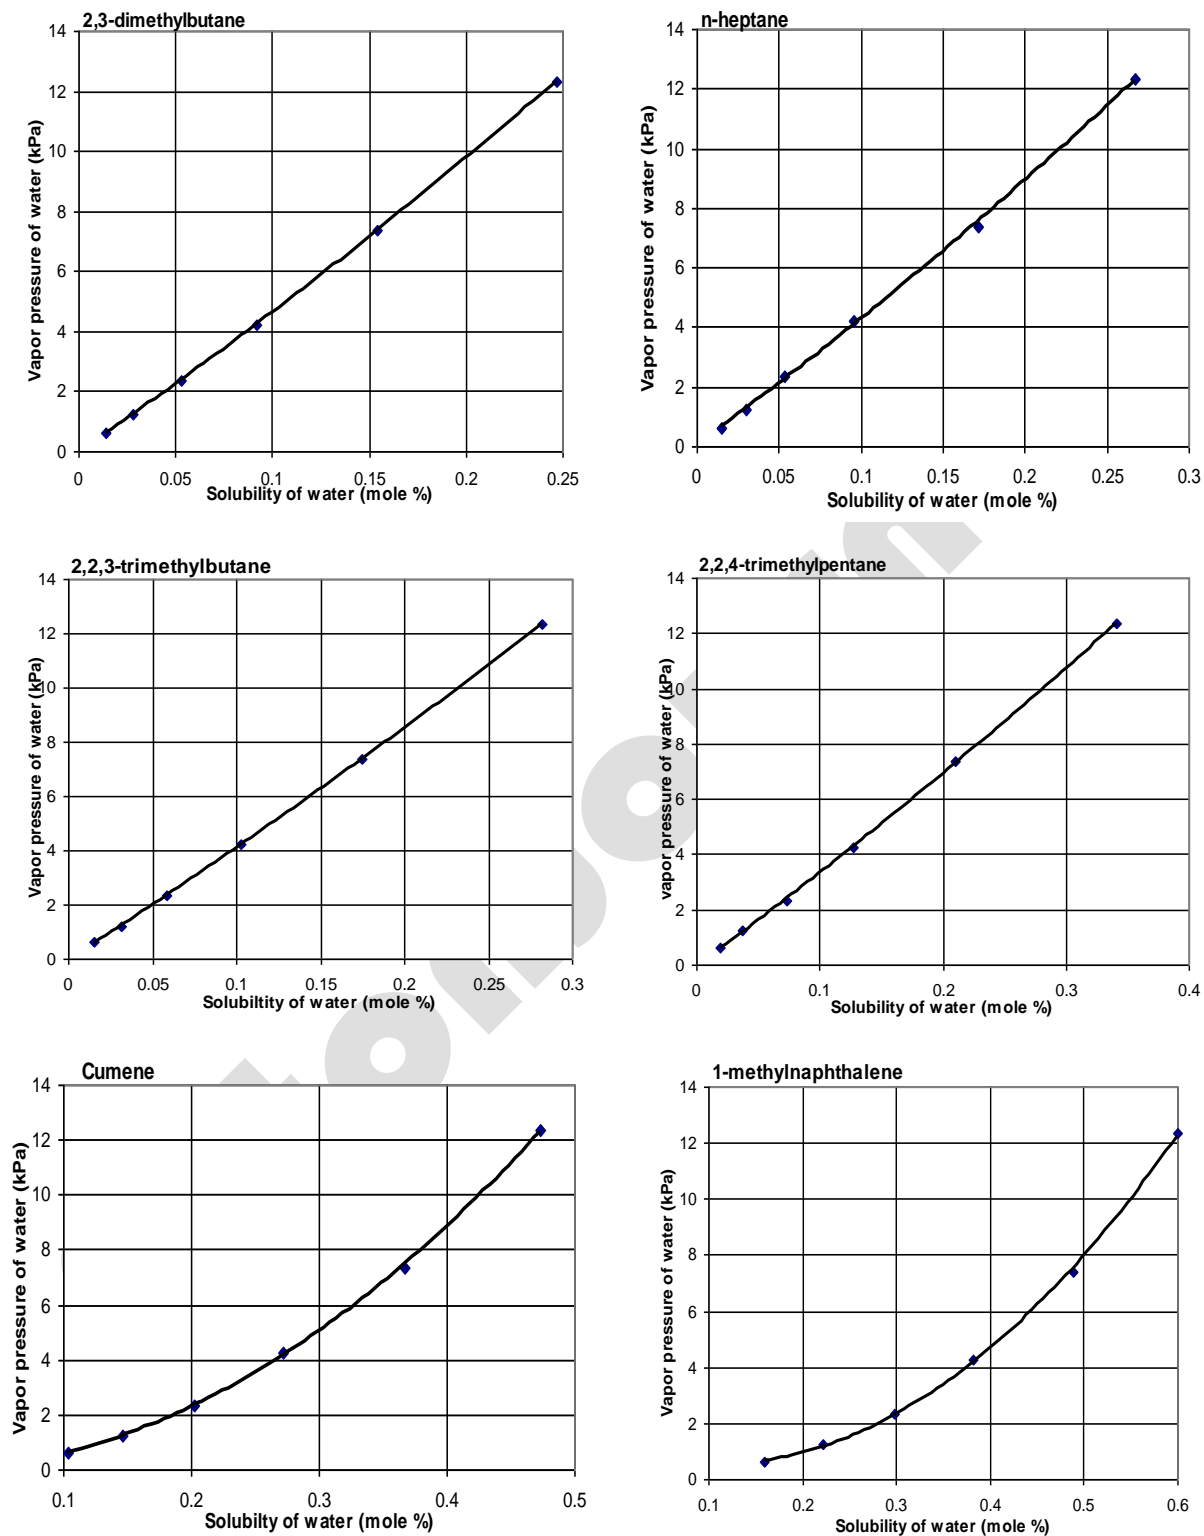 2,3-dimethylbutane
14
12
10
8
6
4
2
0
0 0.05 0.1 0.15 0.2 0.25
Vapor pressure of water (kPa)
Solubility of water (mole %)
n-heptane
14
12
10
8
6
4
2
0
0 0.05 0.1 0.15 0.2 0.25 0.3
Vapor pressure of water (kPa)
Solubility of water (mole %)
2,2,3-trimethylbutane
14
12
10
8
6
4
2
0
0 0.05 0.1 0.15 0.2 0.25 0.3
Vapor pressure of water (kPa)
Solubiltity of water (mole %)
2,2,4-trimethylpentane
14
12
10
8
6
4
2
0
0 0.1 0.2 0.3 0.4
vapor pressure of water (kPa)
Solubility of water (mole %)
Cumene
14
12
10
8
6
4
2
0
0.1 0.2 0.3 0.4 0.5
Vapor pressure of water (kPa)
Solubility of water (mole %)
1-methylnaphthalene
14
12
10
8
6
4
2
0
0.1 0.2 0.3 0.4 0.5 0.6
Vapor pressure of water (kPa)
Solubility of water (mole %)